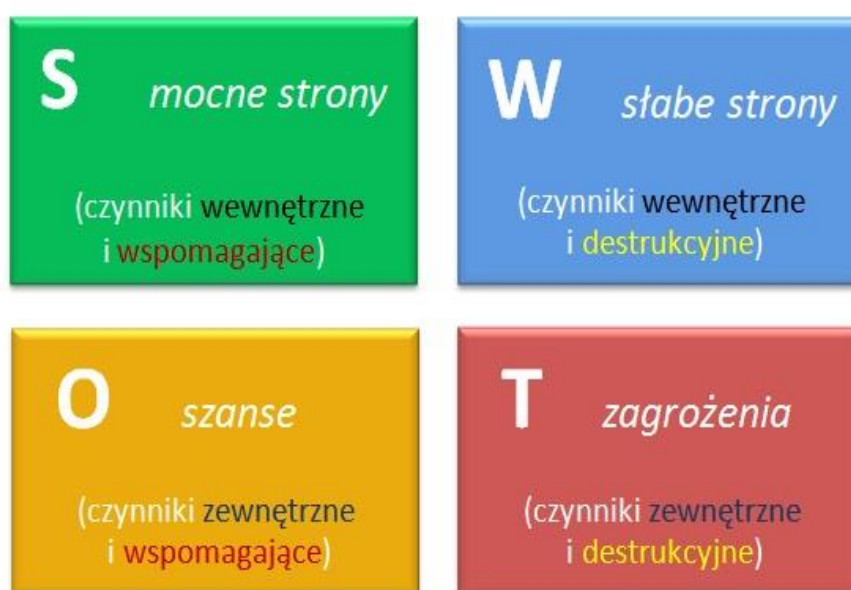 S mocne strony
(czynniki wewnętrzne
i wspomagające)
W słabe strony
(czynniki wewnętrzne
i destrukcyjne)
O szanse
(czynniki zewnętrzne
i wspomagające)
T zagrożenia
(czynniki zewnętrzne
i destrukcyjne)